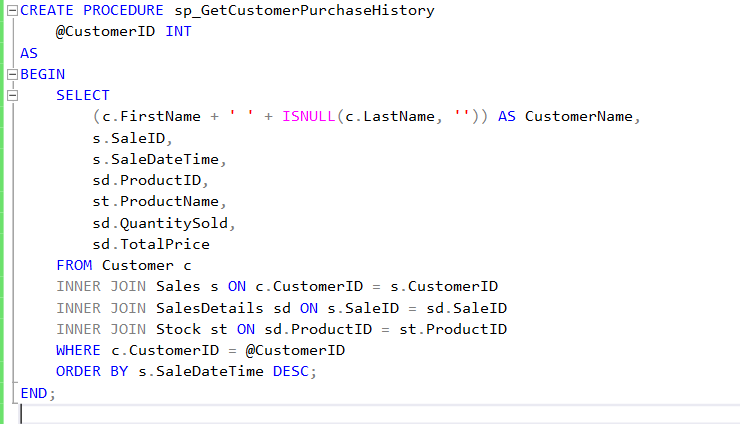 CREATE PROCEDURE sp_GetCustomerPurchaseHistory
    @CustomerID INT
AS
BEGIN
    SELECT
        (c.FirstName + ' ' + ISNULL(c.LastName, '')) AS CustomerName,
        s.SaleID,
        s.SaleDateTime,
        sd.ProductID,
        st.ProductName,
        sd.QuantitySold,
        sd.TotalPrice
    FROM Customer c
    INNER JOIN Sales s ON c.CustomerID = s.CustomerID
    INNER JOIN SalesDetails sd ON s.SaleID = sd.SaleID
    INNER JOIN Stock st ON sd.ProductID = st.ProductID
    WHERE c.CustomerID = @CustomerID
    ORDER BY s.SaleDateTime DESC;
END;